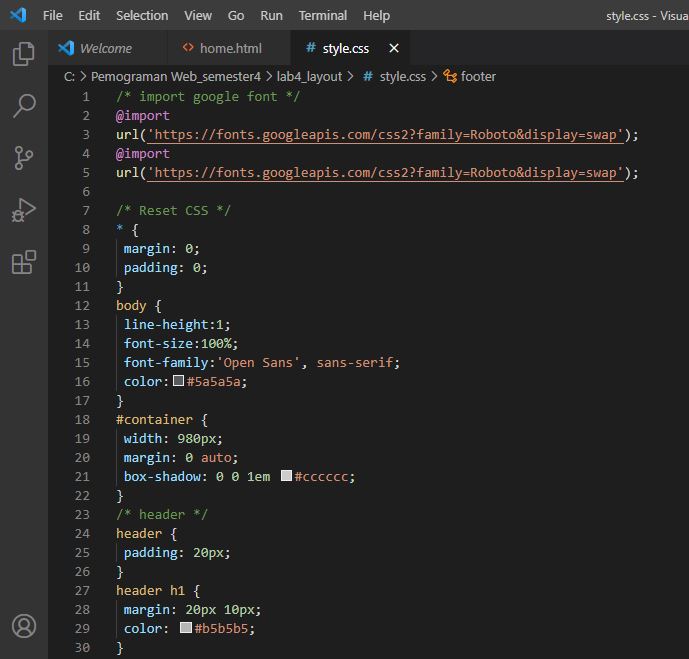 File Edit Selection View Go Run Terminal Help style.css - Visua
Welcome <> home.html # style.css ×
C: > Pemograman Web_semester4 > lab4_layout > # style.css > footer
1 /* import google font */
2 @import
3 url('https://fonts.googleapis.com/css2?family=Roboto&display=swap');
4 @import
5 url('https://fonts.googleapis.com/css2?family=Roboto&display=swap');
6
7 /* Reset CSS */
8 * {
9 margin: 0;
10 padding: 0;
11 }
12 body {
13 line-height:1;
14 font-size:100%;
15 font-family:'Open Sans', sans-serif;
16 color:#5a5a5a;
17 }
18 #container {
19 width: 980px;
20 margin: 0 auto;
21 box-shadow: 0 0 1em #cccccc;
22 }
23 /* header */
24 header {
25 padding: 20px;
26 }
27 header h1 {
28 margin: 20px 10px;
29 color: #b5b5b5;
30 }